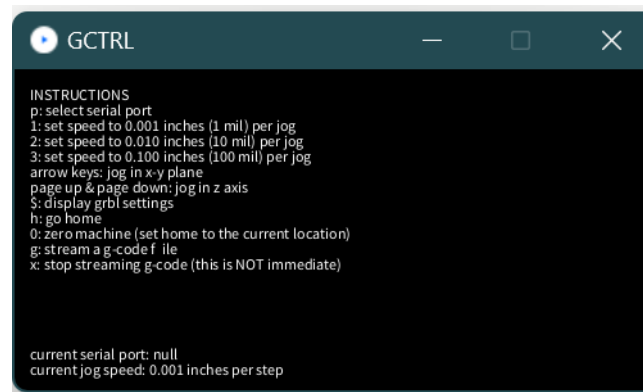 GCTRL
INSTRUCTIONS
p: select serial port
1: set speed to 0.001 inches (1 mil) per jog
2: set speed to 0.010 inches (10 mil) per jog
3: set speed to 0.100 inches (100 mil) per jog
arrow keys: jog in x-y plane
page up & page down: jog in z axis
$: display grbl settings
h: go home
0: zero machine (set home to the current location)
g: stream a g-code f ile
x: stop streaming g-code (this is NOT immediate)
current serial port: null
current jog speed: 0.001 inches per step